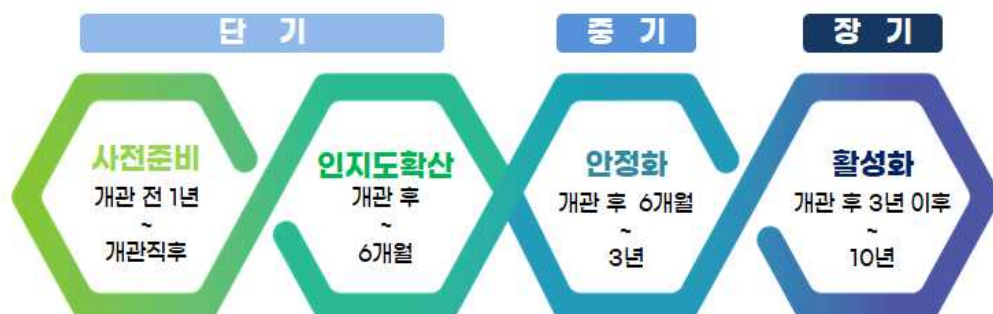 단 기
중 기
장 기
사전준비
개관 전 1년
~
개관직후
인지도확산
개관 후
~
6개월
안정화
개관 후 6개월
~
3년
활성화
개관 후 3년 이후
~
10년